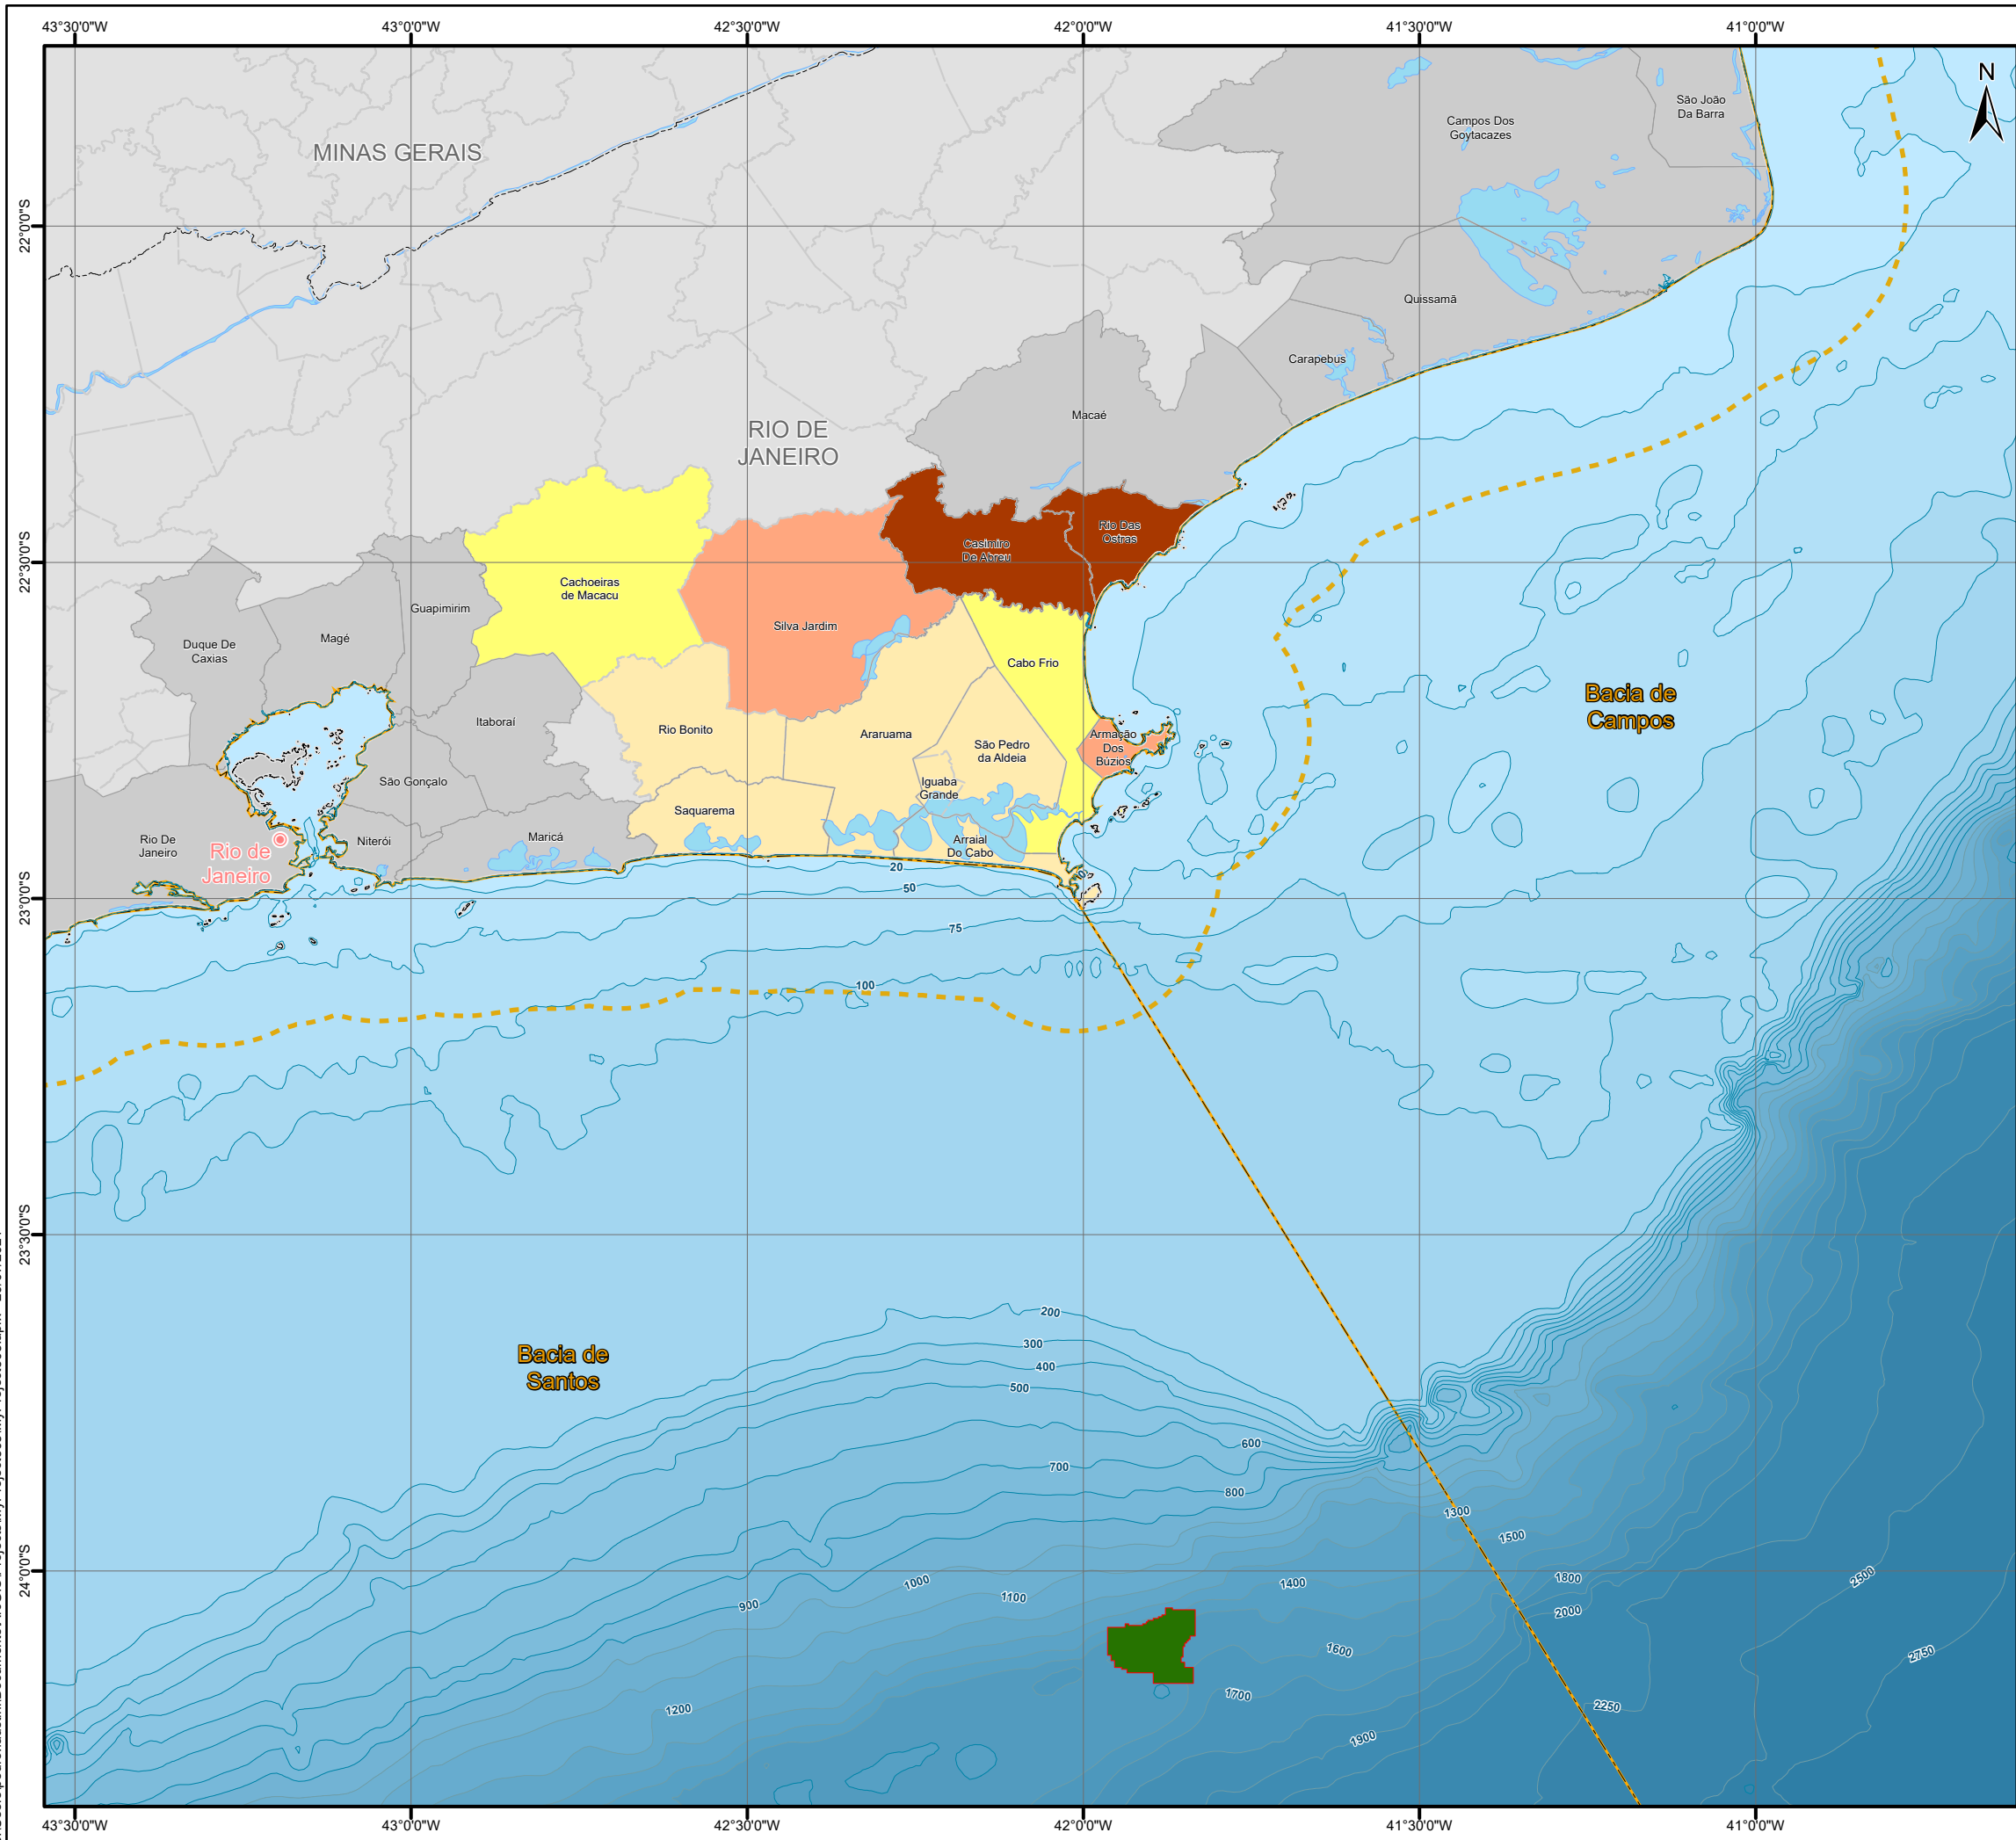 43°30'0"W
43°0'0"W
42°30'0"W
42°0'0"W
41°30'0"W
41°0'0"W
N
São João
Da Barra
Campos Dos
Goytacazes
MINAS GERAIS
22°0'0"S
Quissamã
Carapebus
Macaé
RIO DE
JANEIRO
Rio Das
Ostras
Casimiro
De Abreu
22°30'0"S
Cachoeiras
de Macacu
Guapimirim
Magé
Duque De
Caxias
Silva Jardim
Cabo Frio
Bacia de
Campos
Itaboraí
Rio Bonito
Araruama
São Pedro
da Aldeia
Armação
Dos
Búzios
São Gonçalo
Iguaba
Grande
Saquarema
Maricá
Niterói
Rio De
Janeiro
Rio de
Janeiro
Arraial
Do Cabo
20
50
23°0'0"S
75
100
23°30'0"S
200
300
400
500
Bacia de
Santos
600
700
800
1300
1500
24°0'0"S
1000
1100
1400
1800
2500
900
2000
1600
2750
1700
1200
2250
1900
43°30'0"W
43°0'0"W
42°30'0"W
42°0'0"W
41°30'0"W
41°0'0"W